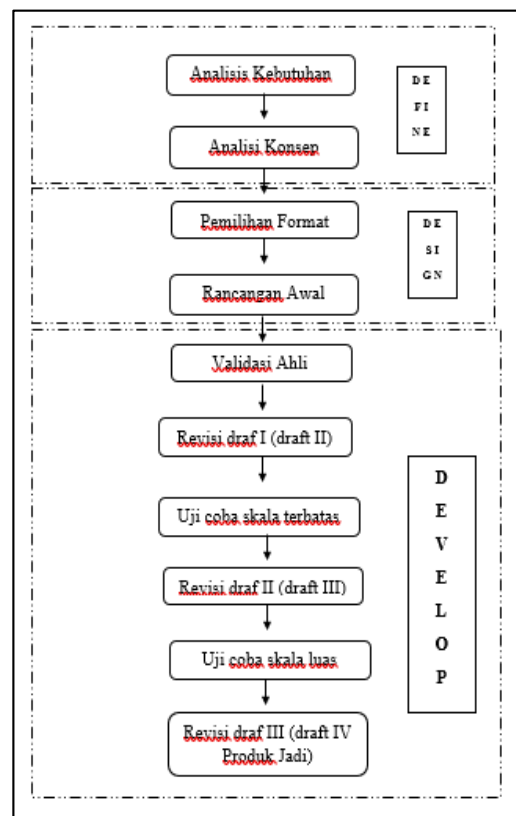 Analisis Kebutuhan
DE
FI
NE
Analisi Konsep
Pemilihan Format
DE
SI
GN
Rancangan Awal
Validasi Ahli
Revisi draf I (draft II)
Uji coba skala terbatas
Revisi draf II (draft III)
Uji coba skala luas
Revisi draf III (draft IV
Produk Jadi)
D
E
V
E
L
O
P